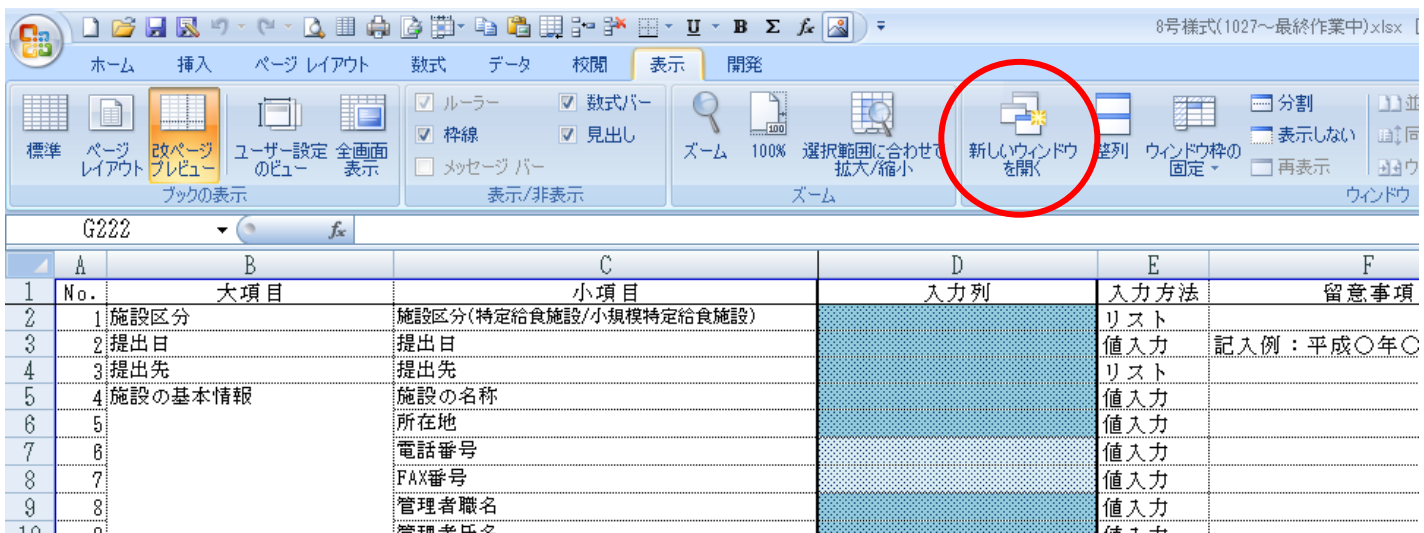 8号様式(1027～最終作業中).xlsx
ホーム 挿入 ページ レイアウト 数式 データ 校閲 表示 開発
標準
ページ レイアウト
改ページ プレビュー
ユーザー設定 のビュー
全画面 表示
ブックの表示
ルーラー
数式バー
枠線
見出し
メッセージ バー
表示/非表示
ズーム
100%
選択範囲に合わせて 拡大/縮小
ズーム
新しいウィンドウ を開く
整列
ウィンドウ枠の 固定
分割
表示しない
再表示
ウィンドウ
G222 fx
A B C D E F
1 No. 大項目 小項目 入力列 入力方法 留意事項
2 1 施設区分 施設区分(特定給食施設/小規模特定給食施設) リスト
3 2 提出日 提出日 値入力 記入例：平成〇年〇
4 3 提出先 提出先 リスト
5 4 施設の基本情報 施設の名称 値入力
6 5 所在地 値入力
7 6 電話番号 値入力
8 7 FAX番号 値入力
9 8 管理者職名 値入力